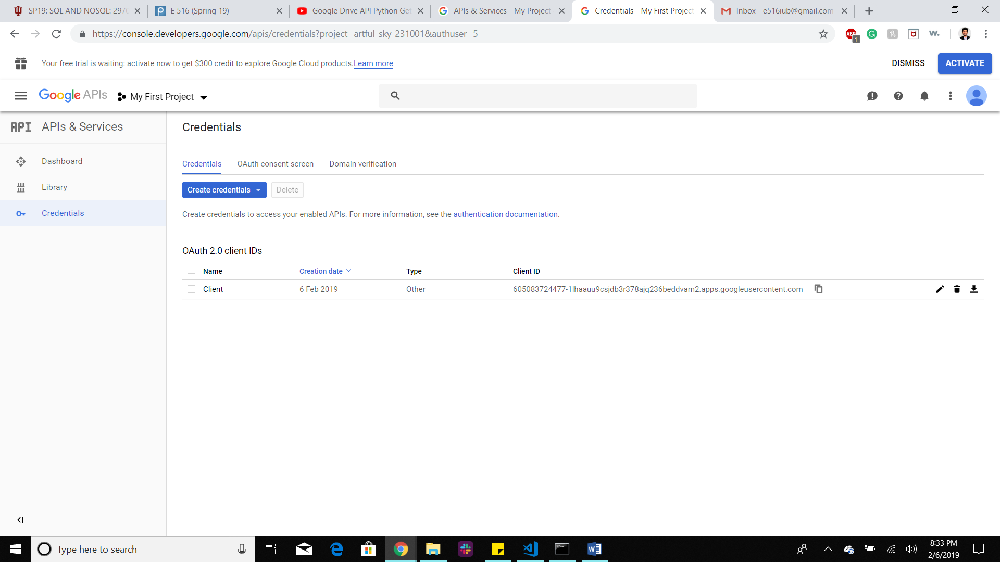 SP19: SQL AND NOSQL: 2970
E 516 (Spring 19)
Google Drive API Python Get
APIs & Services - My Project
Credentials - My First Project
Inbox - e516iub@gmail.com
https://console.developers.google.com/apis/credentials?project=artful-sky-231001&authuser=5
ABP
1
w.
Your free trial is waiting: activate now to get $300 credit to explore Google Cloud products. Learn more
DISMISS
ACTIVATE
Google APIs
My First Project
API APIs & Services
Credentials
Dashboard
Library
Credentials
Credentials
OAuth consent screen
Domain verification
Create credentials
Delete
Create credentials to access your enabled APIs. For more information, see the authentication documentation.
OAuth 2.0 client IDs
Name
Creation date
Type
Client ID
Client
6 Feb 2019
Other
605083724477-1lhaauu9csjdb3r378ajq236beddvam2.apps.googleusercontent.com
Type here to search
8:33 PM
2/6/2019